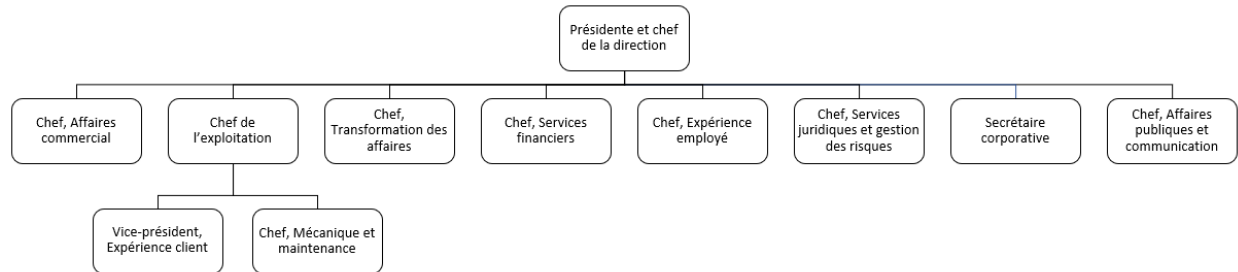 Présidente et chef
de la direction
Chef, Affaires
commercial
Chef de
l'exploitation
Chef,
Transformation des
affaires
Chef, Services
financiers
Chef, Expérience
employé
Chef, Services
juridiques et gestion
des risques
Secrétaire
corporative
Chef, Affaires
publiques et
communication
Vice-président,
Expérience client
Chef, Mécanique et
maintenance